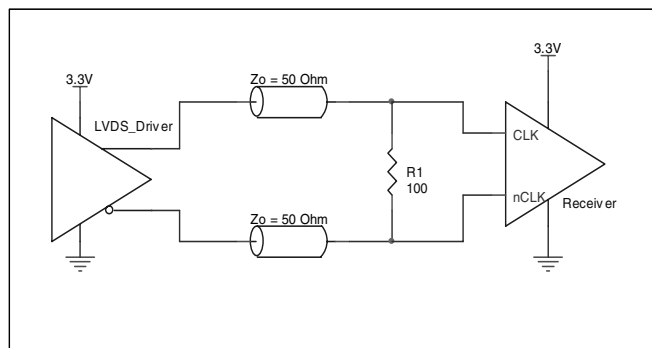 3.3V
3.3V
Zo = 50 Ohm
LVDS_Driver
CLK
R1
100
nCLK
Receiver
Zo = 50 Ohm